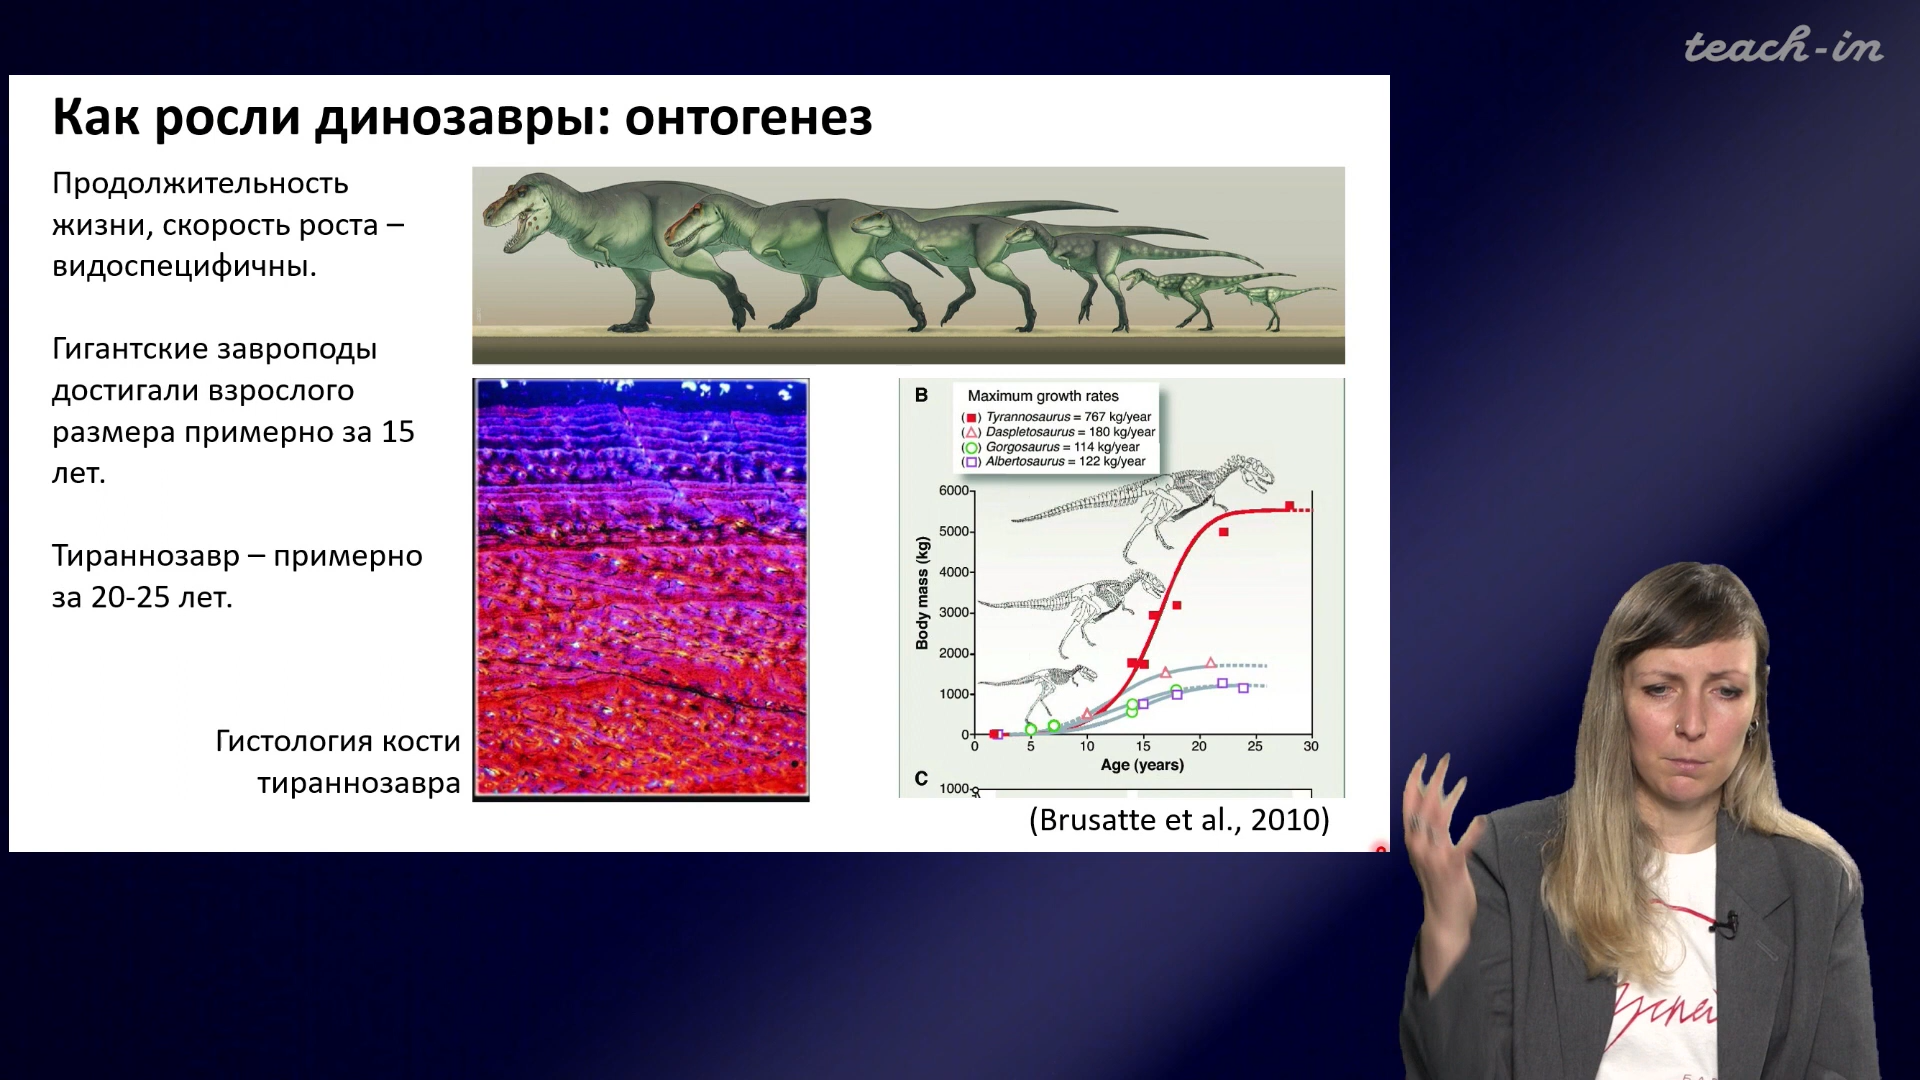 teach-in
Как росли динозавры: онтогенез
Продолжительность
жизни, скорость роста –
видоспецифичны.
Гигантские завроподы
достигали взрослого
размера примерно за 15
лет.
Тираннозавр – примерно
за 20-25 лет.
Гистология кости
тираннозавра
B
Maximum growth rates
Tyrannosaurus = 767 kg/year
Daspletosaurus = 180 kg/year
Gorgosaurus = 114 kg/year
Albertosaurus = 122 kg/year
6000
5000
4000
3000
2000
1000
0
Body mass (kg)
0 5 10 15 20 25 30
Age (years)
C
1000
(Brusatte et al., 2010)